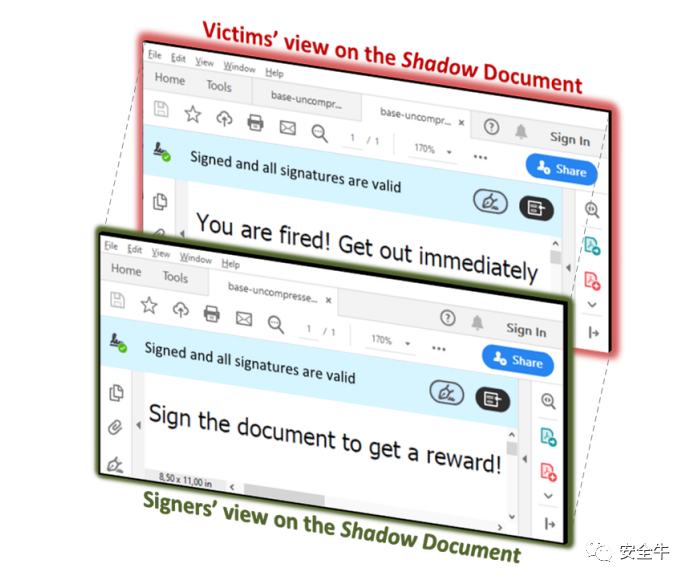 Victims' view on the Shadow Document
File Edit View Window Help
Home Tools base-uncompr... base-uncompr... × Sign In
1 / 1 170%
Share
Signed and all signatures are valid
You are fired! Get out immediately
File Edit View Window Help
Home Tools base-uncompresse... × Sign In
1 / 1 170%
Share
Signed and all signatures are valid
Sign the document to get a reward!
8,50 x 11,00 in
Signers' view on the Shadow Document
安全牛